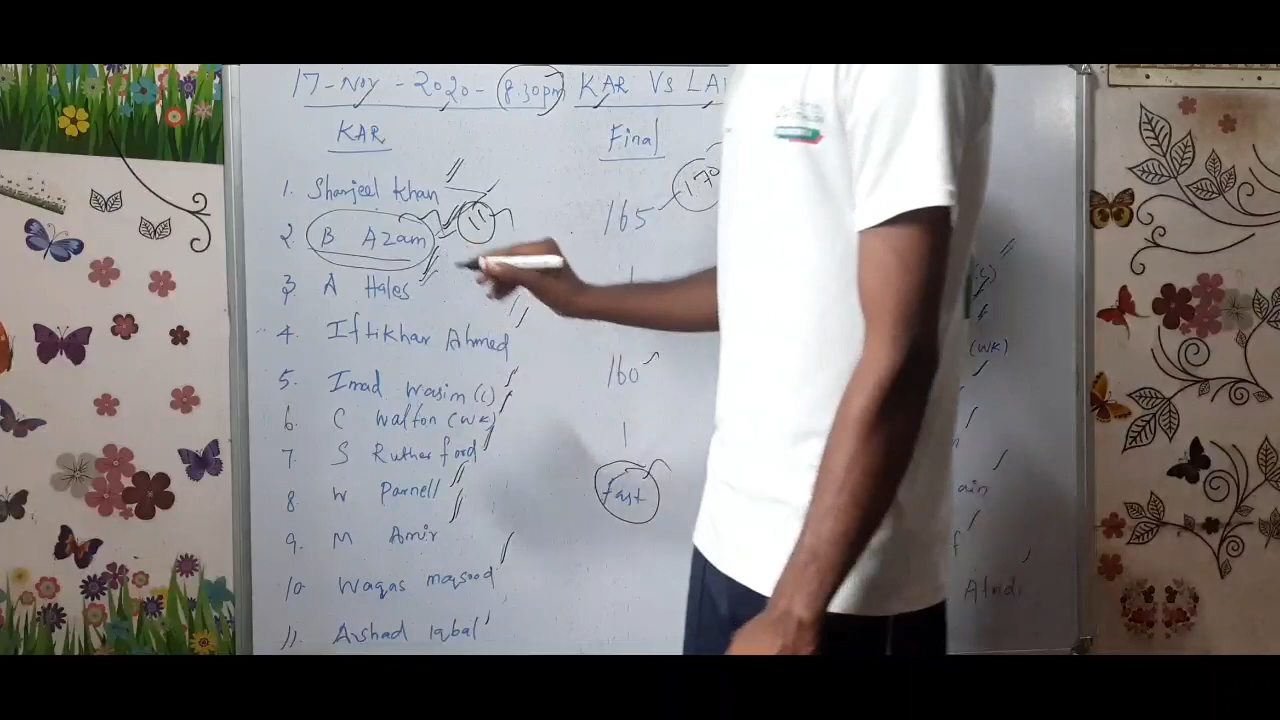 17-Nov-2020- 8.30pm KAR Vs LA
KAR
1. Sharjeel Khan
2. B Azam 11
3. A Hales
4. Iftikhar Ahmed
5. Imad Wasim (c)
6. C Walton (WK)
7. S Rutherford
8. W Parnell
9. M Amir
10. Waqas maqsood
11. Arshad Iqbal
Final
165 170
160
fast
(c)
(WK)
ain
f